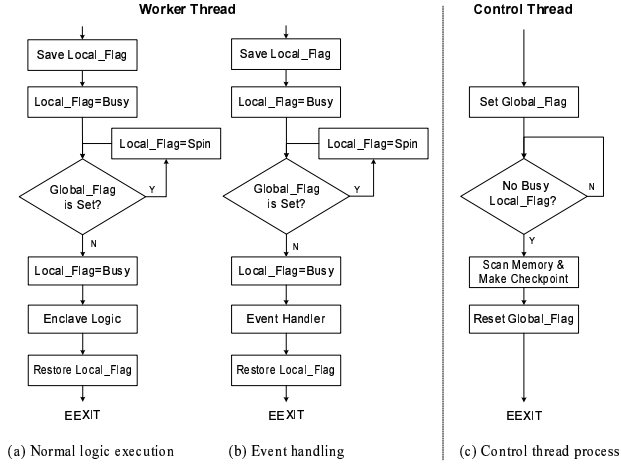 Worker Thread
Control Thread
Save Local_Flag
Local_Flag=Busy
Local_Flag=Spin
Global_Flag
is Set?
Y
N
Local_Flag=Busy
Enclave Logic
Restore Local_Flag
EEXIT
(a) Normal logic execution
Save Local_Flag
Local_Flag=Busy
Local_Flag=Spin
Global_Flag
is Set?
Y
N
Local_Flag=Busy
Event Handler
Restore Local_Flag
EEXIT
(b) Event handling
Set Global_Flag
No Busy
Local_Flag?
N
Y
Scan Memory &
Make Checkpoint
Reset Global_Flag
EEXIT
(c) Control thread process